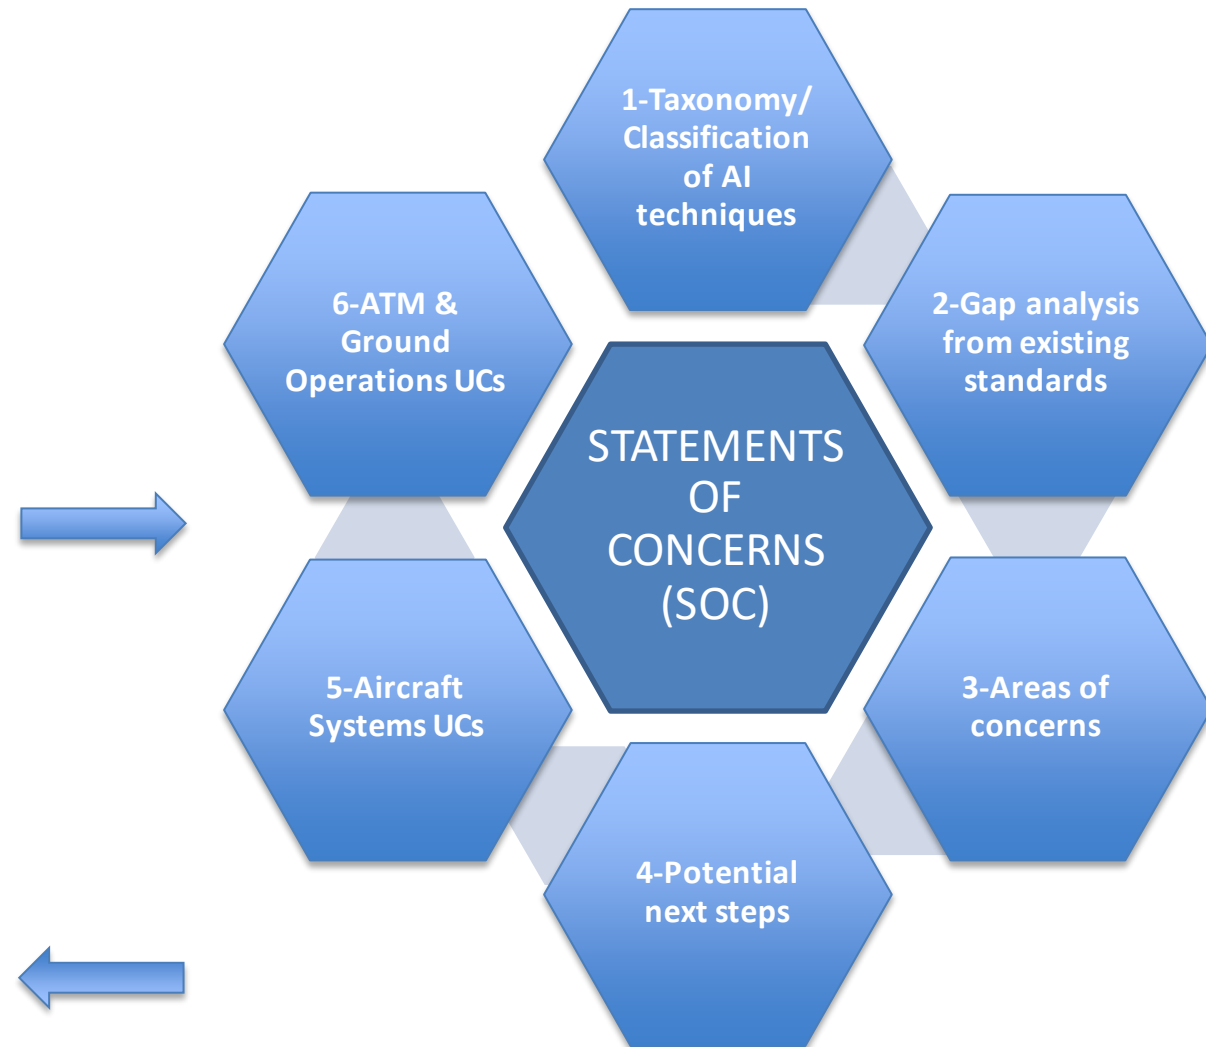 1-Taxonomy/
Classification
of AI
techniques
2-Gap analysis
from existing
standards
3-Areas of
concerns
4-Potential
next steps
5-Aircraft
Systems UCs
6-ATM &
Ground
Operations UCs
STATEMENTS
OF
CONCERNS
(SOC)